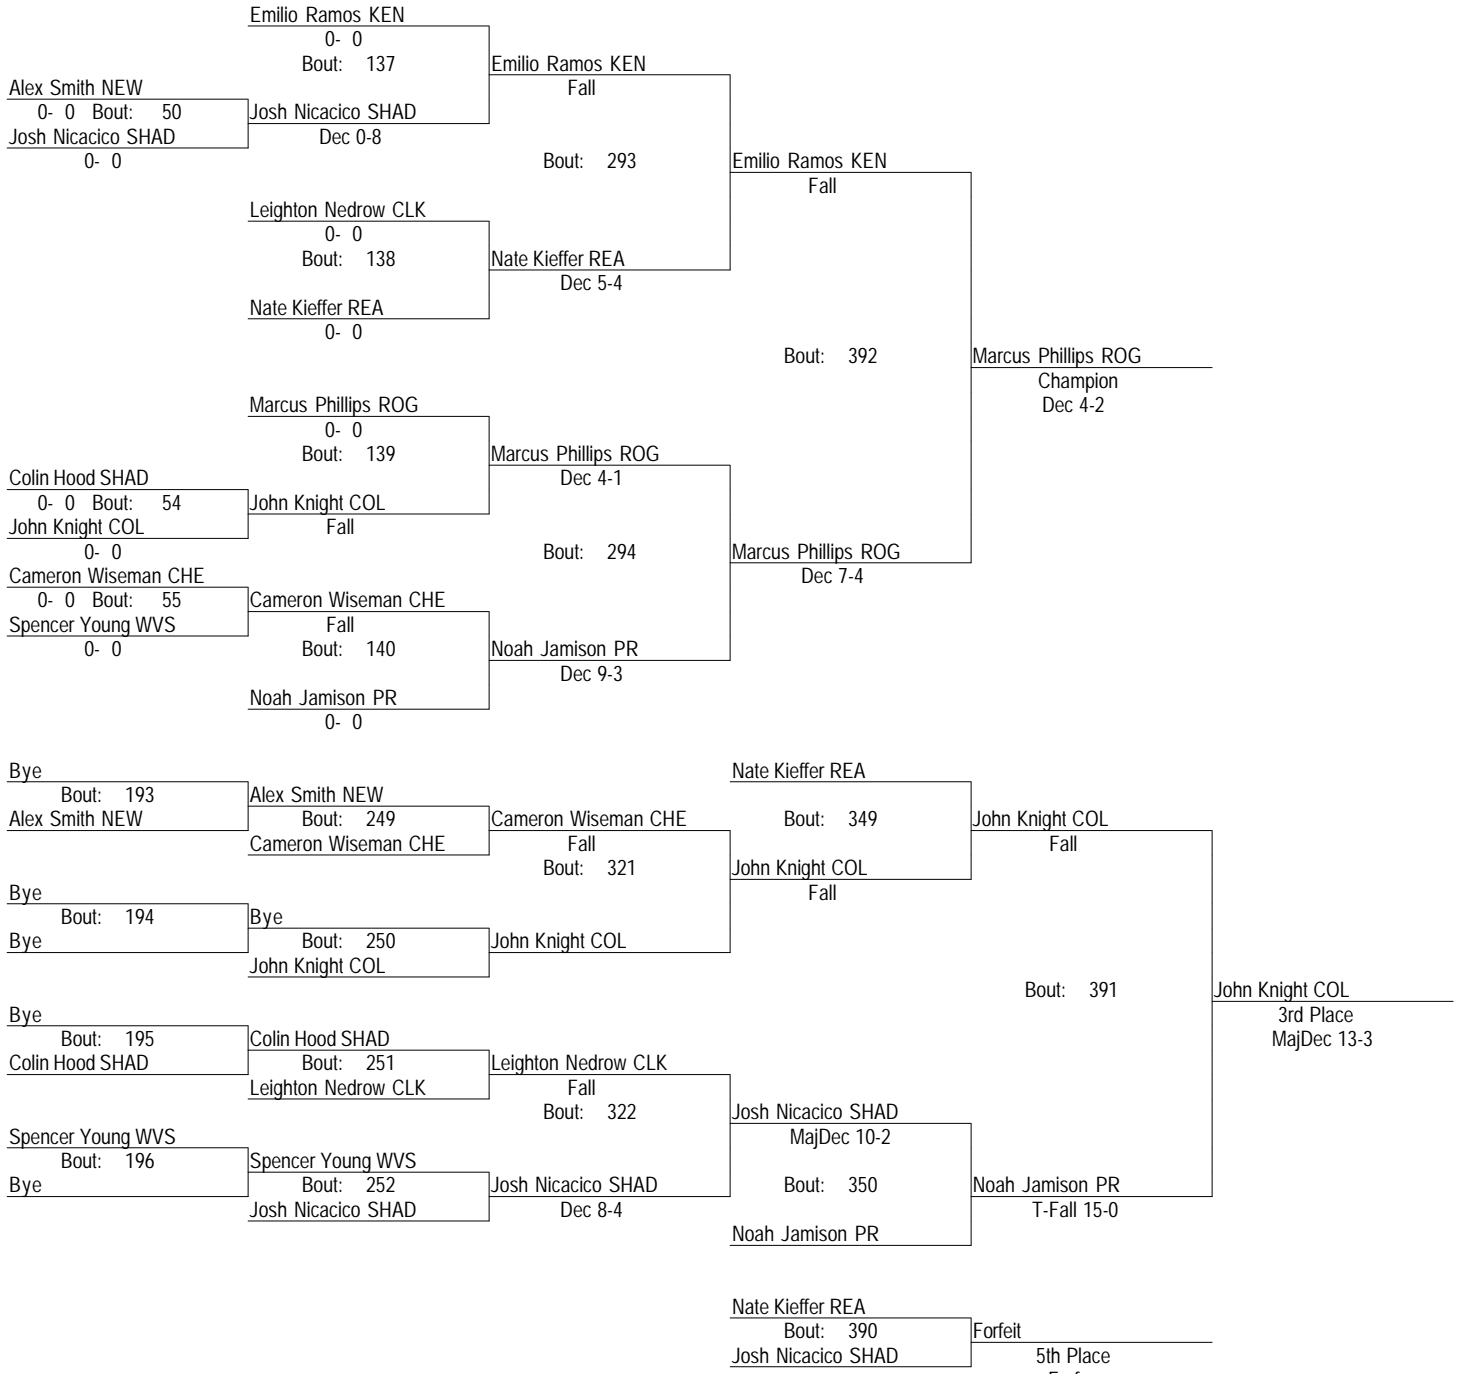 Emilio Ramos KEN
0- 0
Bout: 137
Emilio Ramos KEN
Fall
Alex Smith NEW
0- 0 Bout: 50
Josh Nicacico SHAD
0- 0
Josh Nicacico SHAD
Dec 0-8
Bout: 293
Emilio Ramos KEN
Fall
Leighton Nedrow CLK
0- 0
Bout: 138
Nate Kieffer REA
Dec 5-4
Nate Kieffer REA
0- 0
Bout: 392
Marcus Phillips ROG
Champion
Dec 4-2
Marcus Phillips ROG
0- 0
Bout: 139
Marcus Phillips ROG
Dec 4-1
Colin Hood SHAD
0- 0 Bout: 54
John Knight COL
0- 0
John Knight COL
Fall
Bout: 294
Marcus Phillips ROG
Dec 7-4
Cameron Wiseman CHE
0- 0 Bout: 55
Spencer Young WVS
0- 0
Cameron Wiseman CHE
Fall
Bout: 140
Noah Jamison PR
Dec 9-3
Noah Jamison PR
0- 0
Bye
Bout: 193
Alex Smith NEW
Alex Smith NEW
Bout: 249
Cameron Wiseman CHE
Cameron Wiseman CHE
Fall
Bout: 321
Nate Kieffer REA
Bout: 349
John Knight COL
Fall
John Knight COL
Fall
Bye
Bout: 194
Bye
Bye
Bout: 250
John Knight COL
John Knight COL
Bout: 391
John Knight COL
3rd Place
MajDec 13-3
Bye
Bout: 195
Colin Hood SHAD
Colin Hood SHAD
Bout: 251
Leighton Nedrow CLK
Leighton Nedrow CLK
Fall
Bout: 322
Josh Nicacico SHAD
MajDec 10-2
Spencer Young WVS
Bout: 196
Bye
Spencer Young WVS
Bout: 252
Josh Nicacico SHAD
Josh Nicacico SHAD
Dec 8-4
Bout: 350
Noah Jamison PR
T-Fall 15-0
Noah Jamison PR
Nate Kieffer REA
Bout: 390
Josh Nicacico SHAD
Forfeit
5th Place